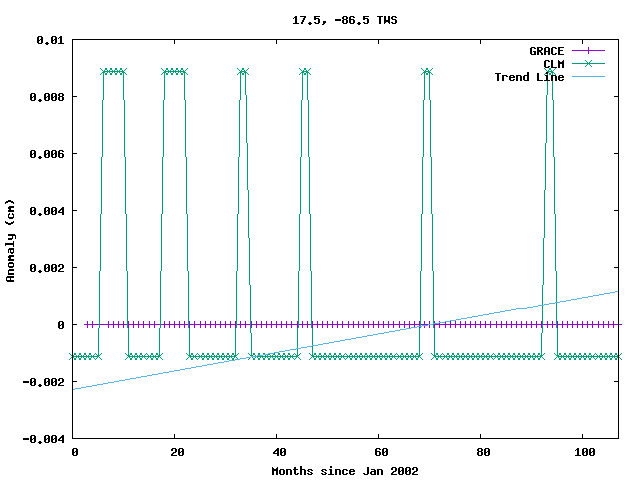 17.5, -86.5 TWS
GRACE
CLM
Trend Line
Anomaly (cm)
0.01
0.008
0.006
0.004
0.002
0
-0.002
-0.004
0 20 40 60 80 100
Months since Jan 2002